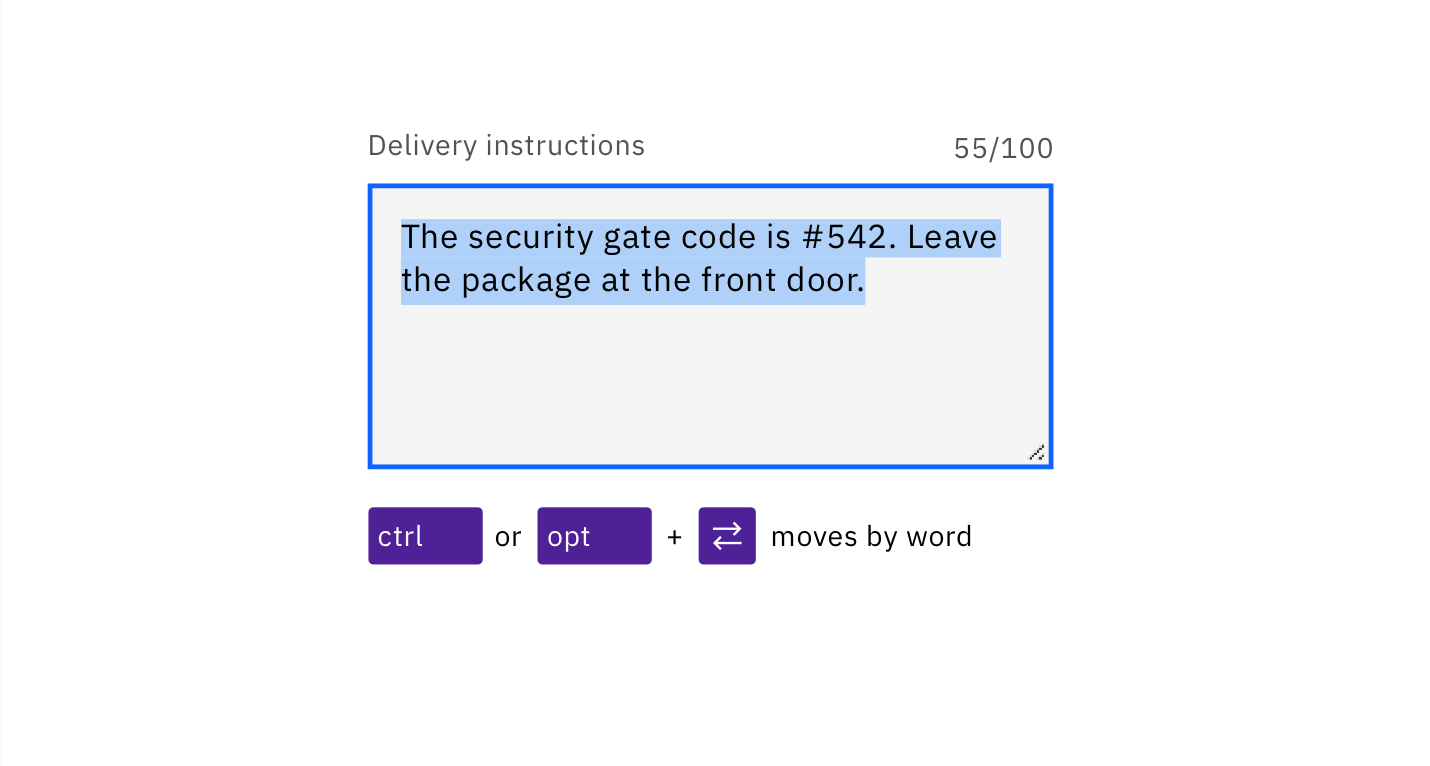 Delivery instructions 55/100
The security gate code is #542. Leave
the package at the front door.
ctrl or opt + ⇄ moves by word